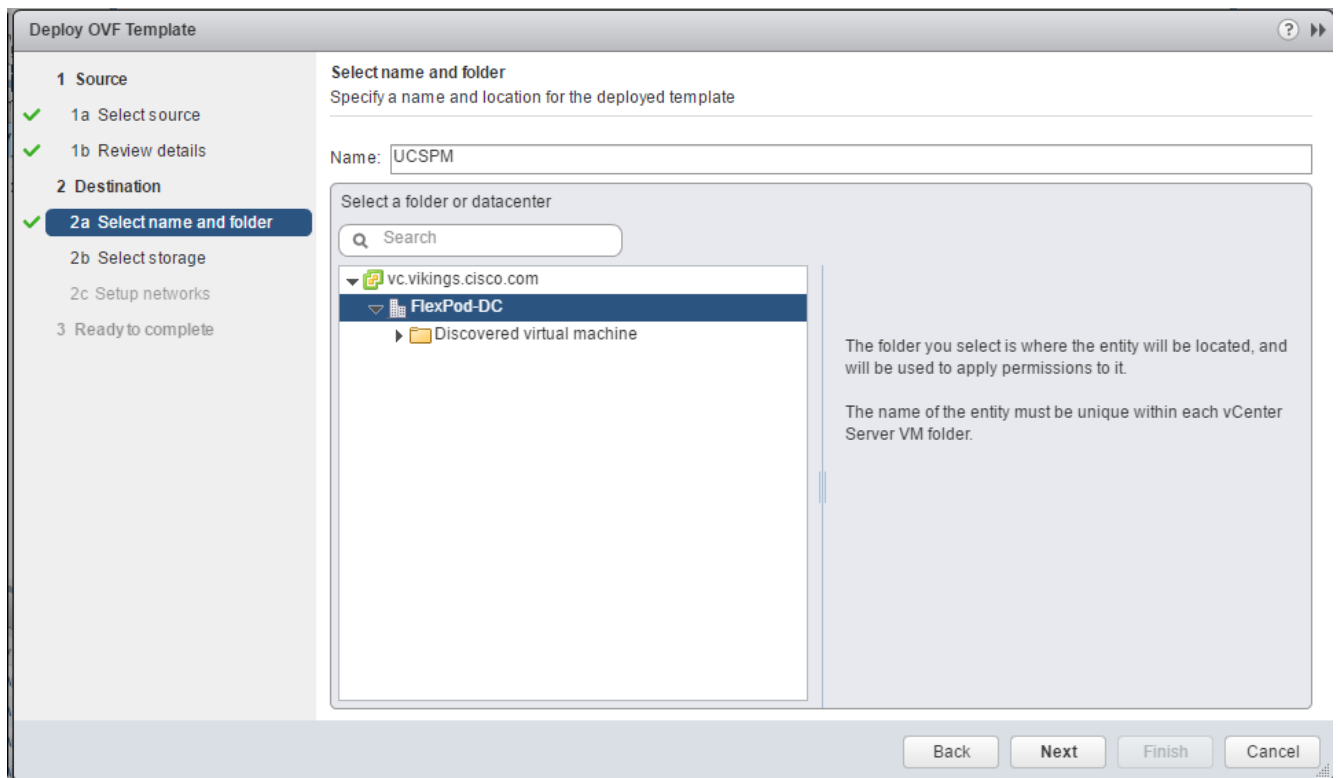 Deploy OVF Template
?
1 Source
1a Select source
1b Review details
2 Destination
2a Select name and folder
2b Select storage
2c Setup networks
3 Ready to complete
Select name and folder
Specify a name and location for the deployed template
Name: UCSPM
Select a folder or datacenter
Search
vc.vikings.cisco.com
FlexPod-DC
Discovered virtual machine
The folder you select is where the entity will be located, and
will be used to apply permissions to it.
The name of the entity must be unique within each vCenter
Server VM folder.
Back Next Finish Cancel